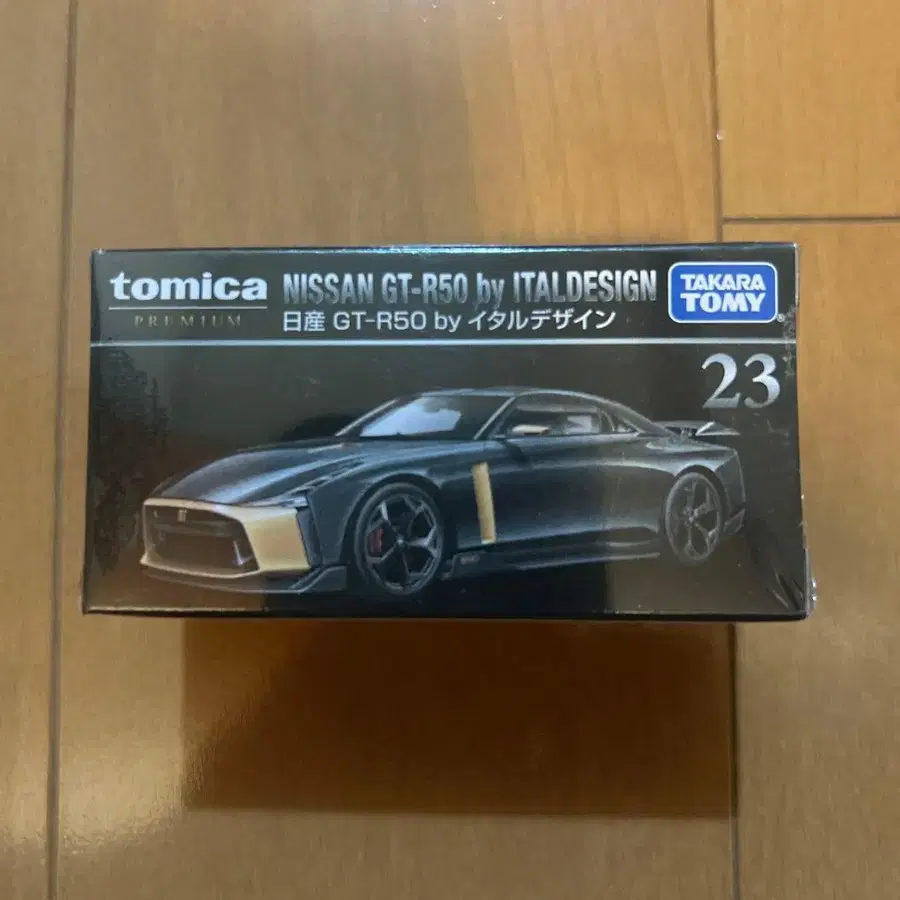 tomica
PREMIUM
NISSAN GT-R50 by ITALDESIGN
日産 GT-R50 by イタルデザイン
TAKARA
TOMY®
23